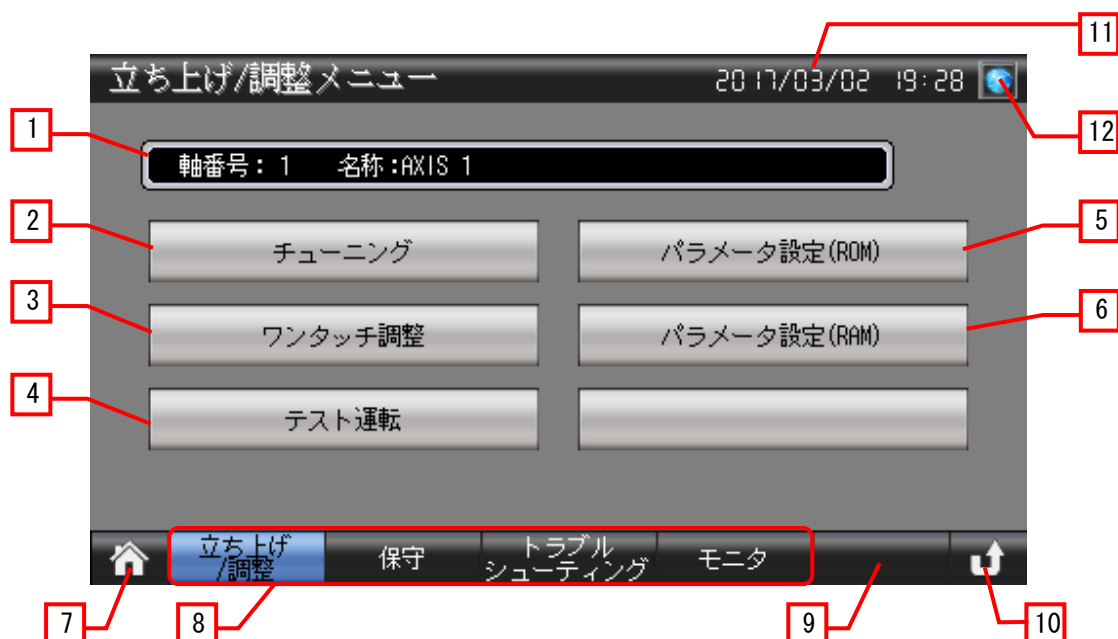 11
立ち上げ/調整メニュー 2017/03/02 19:28
12
1
軸番号: 1 名称:AXIS 1
2
チューニング
パラメータ設定(ROM)
5
3
ワンタッチ調整
パラメータ設定(RAM)
6
4
テスト運転
立ち上げ
/調整
保守
トラブル
シューティング
モニタ
7
8
9
10